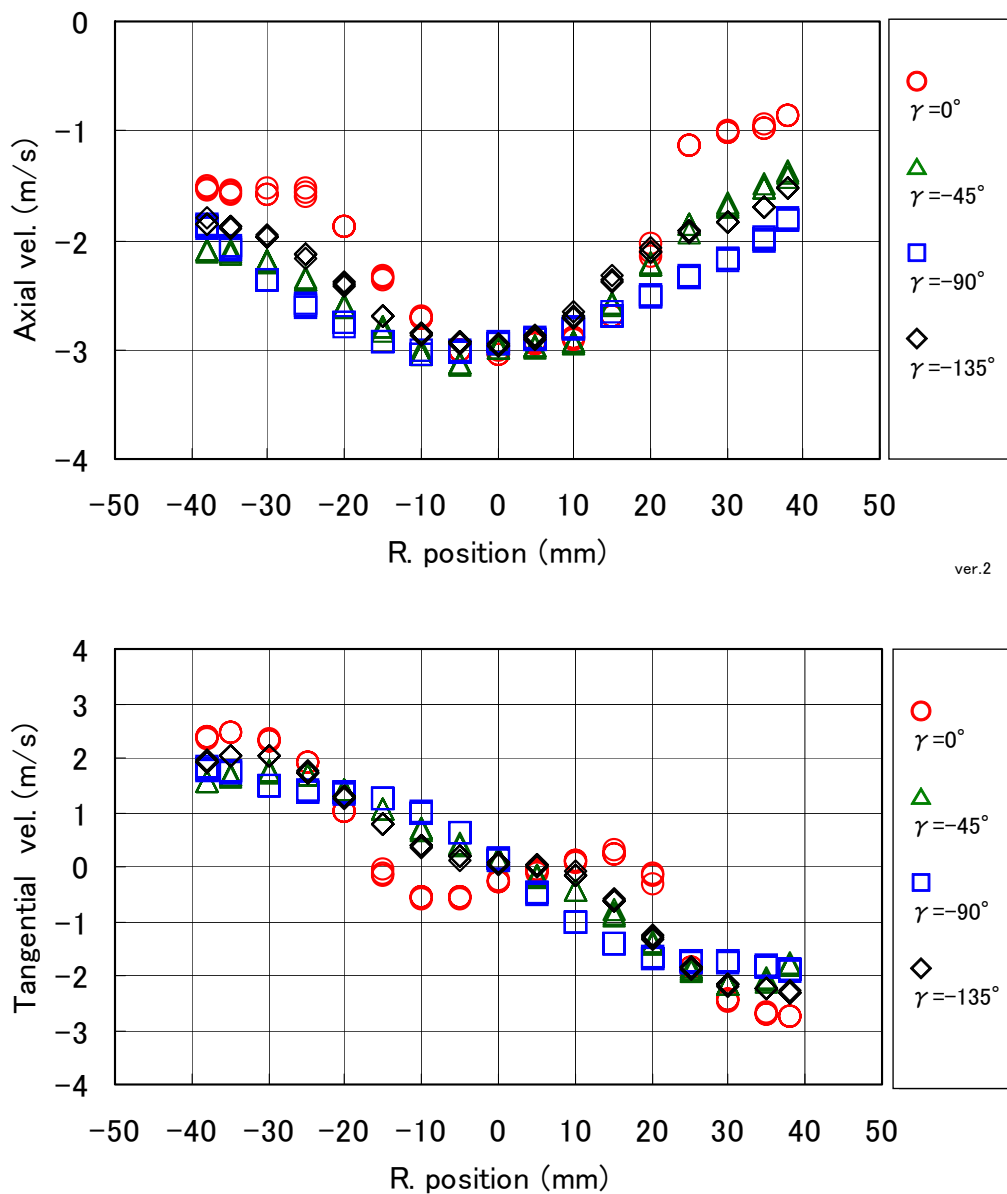 0
−1
−2
−3
−4
Axial vel. (m/s)
−50 −40 −30 −20 −10 0 10 20 30 40 50
R. position (mm)
γ=0°
γ=−45°
γ=−90°
γ=−135°
ver.2
4
3
2
1
0
−1
−2
−3
−4
Tangential vel. (m/s)
−50 −40 −30 −20 −10 0 10 20 30 40 50
R. position (mm)
γ=0°
γ=−45°
γ=−90°
γ=−135°